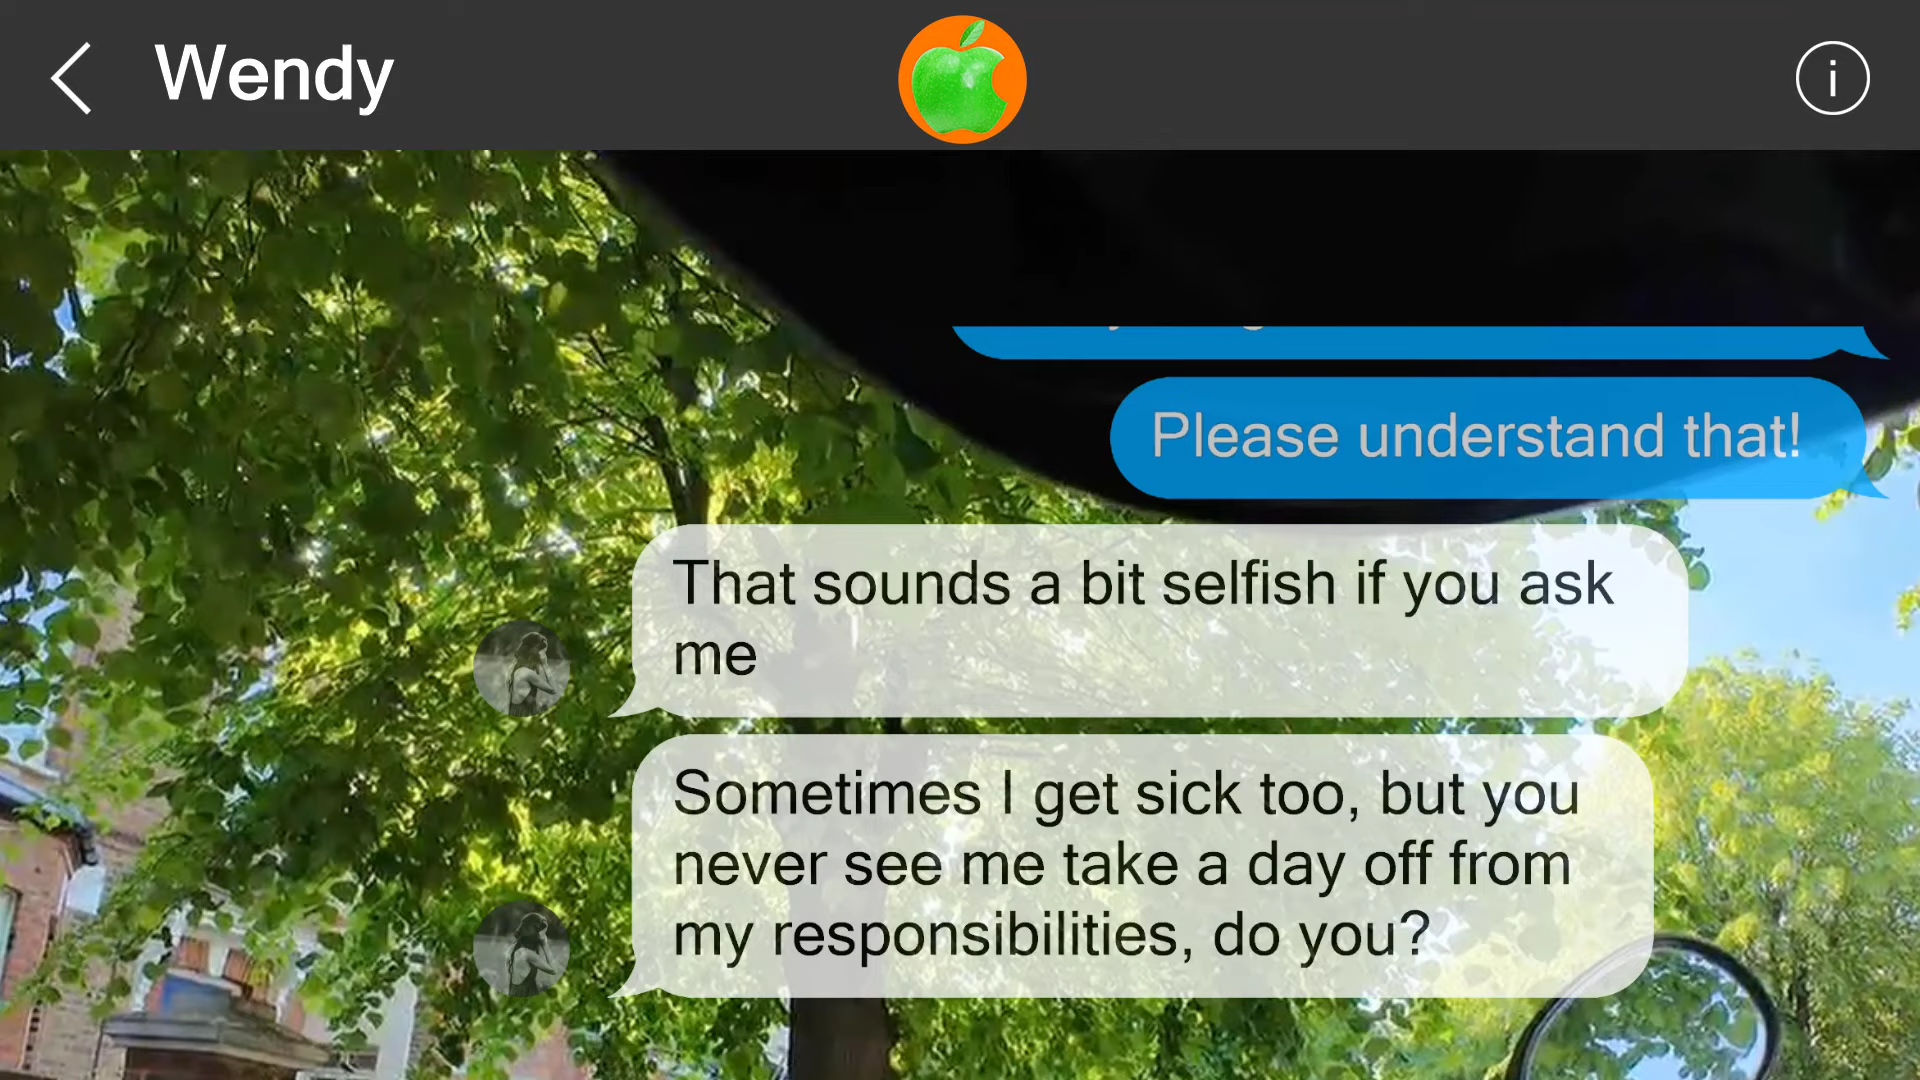 Wendy
Please understand that!
That sounds a bit selfish if you ask
me
Sometimes I get sick too, but you
never see me take a day off from
my responsibilities, do you?